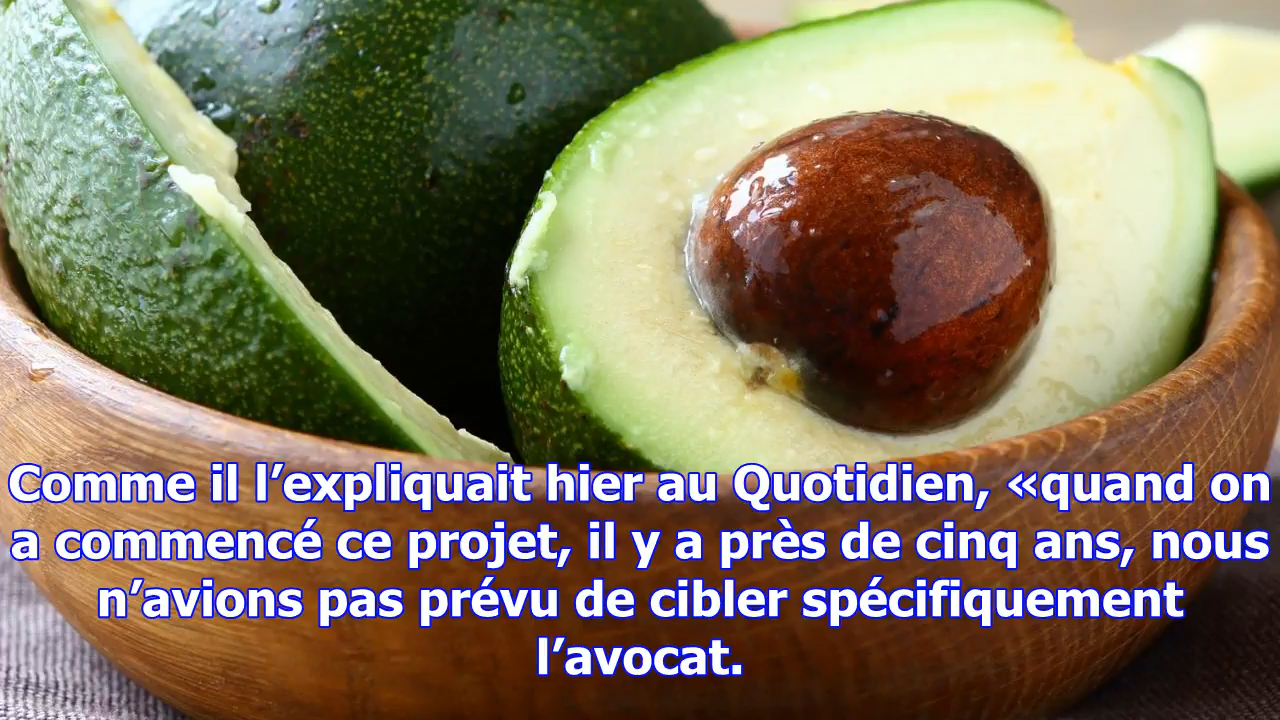 Comme il l’expliquait hier au Quotidien, «quand on
a commencé ce projet, il y a près de cinq ans, nous
n’avions pas prévu de cibler spécifiquement
l’avocat.